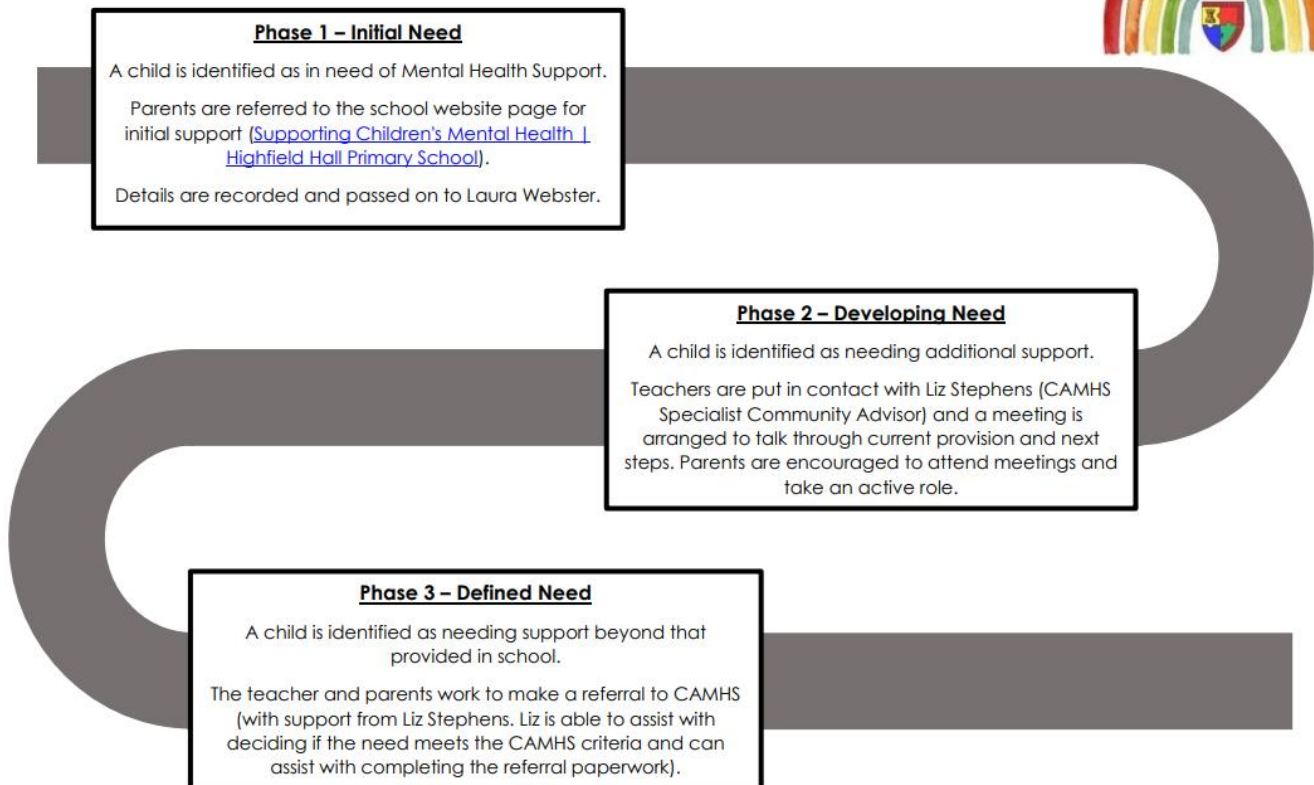 Phase 1 – Initial Need
A child is identified as in need of Mental Health Support.
Parents are referred to the school website page for
initial support (Supporting Children's Mental Health |
Highfield Hall Primary School).
Details are recorded and passed on to Laura Webster.
Phase 2 – Developing Need
A child is identified as needing additional support.
Teachers are put in contact with Liz Stephens (CAMHS
Specialist Community Advisor) and a meeting is
arranged to talk through current provision and next
steps. Parents are encouraged to attend meetings and
take an active role.
Phase 3 – Defined Need
A child is identified as needing support beyond that
provided in school.
The teacher and parents work to make a referral to CAMHS
(with support from Liz Stephens. Liz is able to assist with
deciding if the need meets the CAMHS criteria and can
assist with completing the referral paperwork).